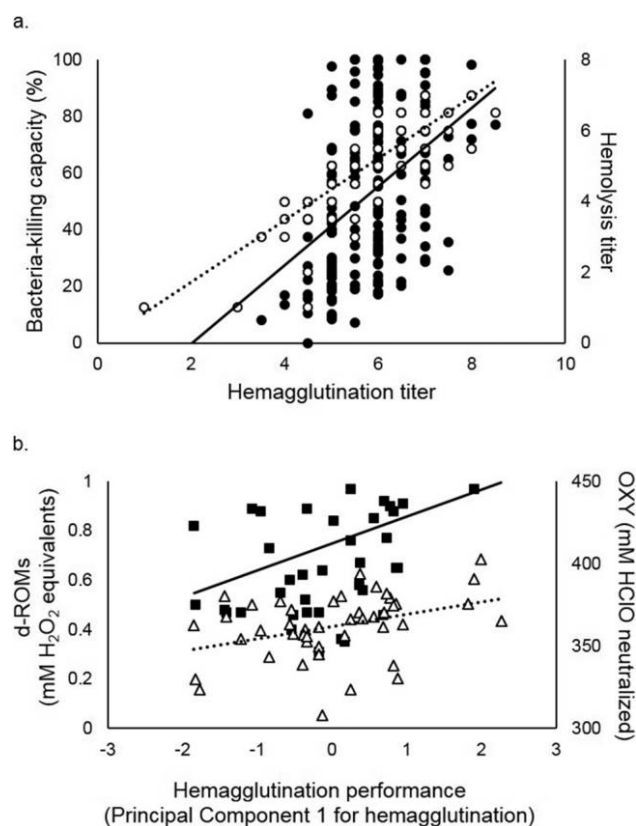 a.
Bacteria-killing capacity (%)
100
80
60
40
20
0
8
6
4
2
0
Hemolysis titer
0 2 4 6 8 10
Hemagglutination titer
b.
d-ROMs
(mM H₂O₂ equivalents)
1
0.8
0.6
0.4
0.2
0
450
400
350
300
OXY (mM HClO neutralized)
-3 -2 -1 0 1 2 3
Hemagglutination performance
(Principal Component 1 for hemagglutination)